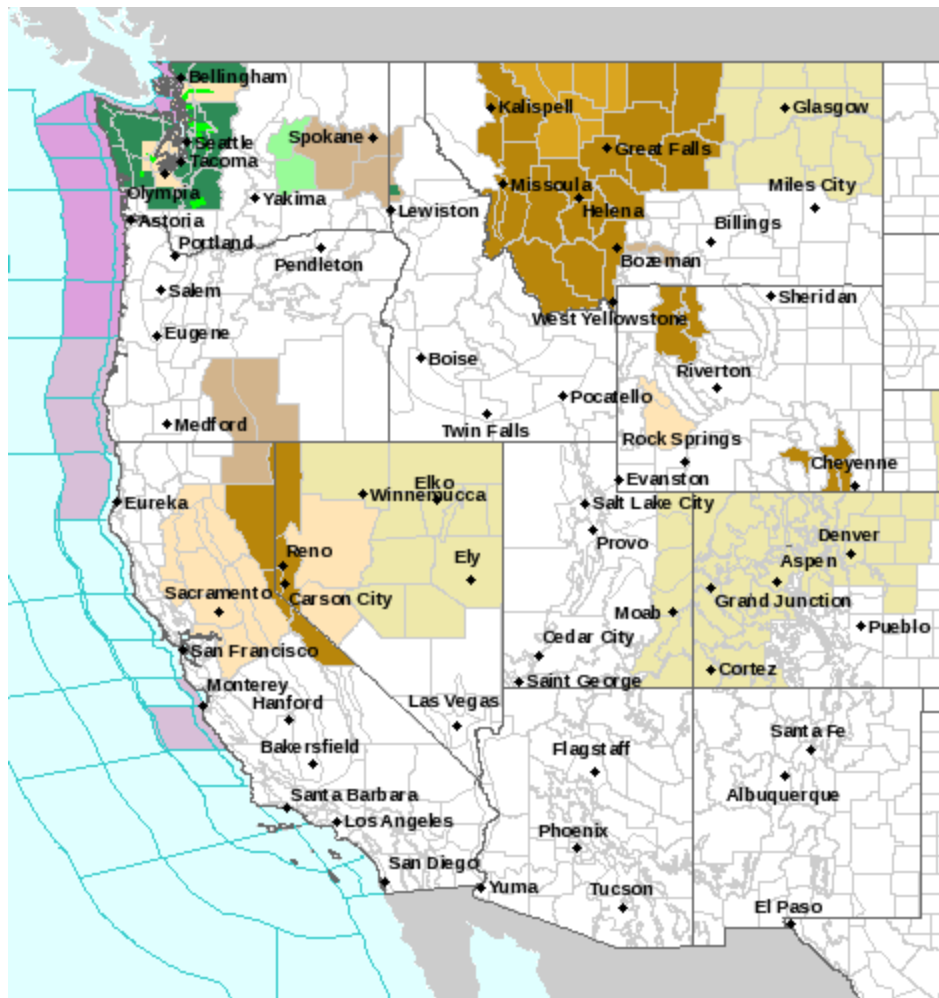 Bellingham
Kalispell
Glasgow
Spokane
Seattle
Great Falls
Tacoma
Missoula
Miles City
Olympia
Yakima
Helena
Lewiston
Astoria
Billings
Portland
Pendleton
Bozeman
Salem
Sheridan
West Yellowstone
Eugene
Boise
Riverton
Pocatello
Medford
Twin Falls
Rock Springs
Cheyenne
Elko
Evanston
Eureka
Winnemucca
Salt Lake City
Denver
Provo
Reno
Ely
Aspen
Sacramento
Carson City
Grand Junction
Moab
Pueblo
Cedar City
San Francisco
Cortez
Saint George
Monterey
Hanford
Las Vegas
Santa Fe
Bakersfield
Flagstaff
Albuquerque
Santa Barbara
Los Angeles
Phoenix
San Diego
Yuma
Tucson
El Paso